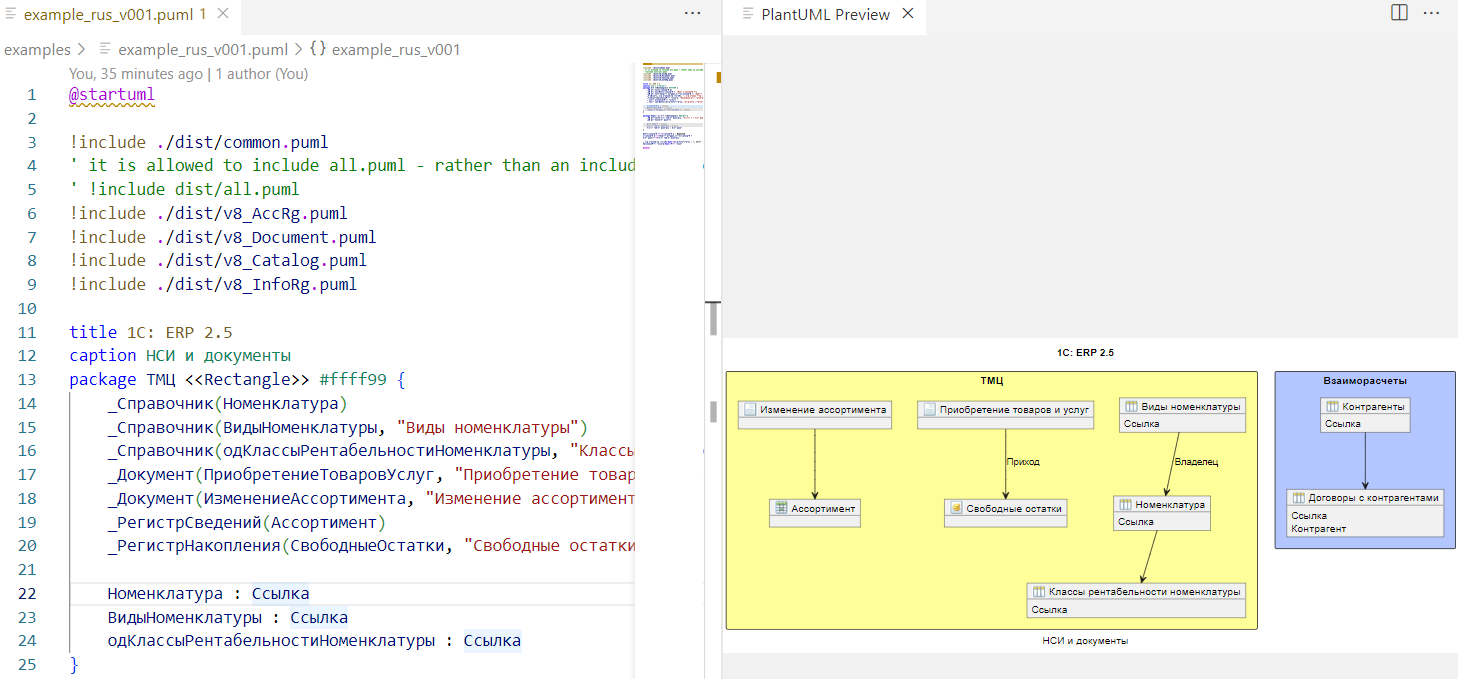 example_rus_v001.puml 1
examples > example_rus_v001.puml > {} example_rus_v001
You, 35 minutes ago | 1 author (You)
1 @startuml
2
3 !include ./dist/common.puml
4 ' it is allowed to include all.puml - rather than an includ
5 ' !include dist/all.puml
6 !include ./dist/v8_AccRg.puml
7 !include ./dist/v8_Document.puml
8 !include ./dist/v8_Catalog.puml
9 !include ./dist/v8_InfoRg.puml
10
11 title 1C: ERP 2.5
12 caption НСИ и документы
13 package ТМЦ <<Rectangle>> #ffff99 {
14 _Справочник(Номенклатура)
15 _Справочник(ВидыНоменклатуры, "Виды номенклатуры")
16 _Справочник(одКлассыРентабельностиНоменклатуры, "Классы
17 _Документ(ПриобретениеТоваровУслуг, "Приобретение товар
18 _Документ(ИзменениеАссортимента, "Изменение ассортимент
19 _РегистрСведений(Ассортимент)
20 _РегистрНакопления(СвободныеОстатки, "Свободные остатки
21
22 Номенклатура : Ссылка
23 ВидыНоменклатуры : Ссылка
24 одКлассыРентабельностиНоменклатуры : Ссылка
25 }
PlantUML Preview
1C: ERP 2.5
ТМЦ
Изменение ассортимента
Приобретение товаров и услуг
Виды номенклатуры
Ссылка
Приход
Владелец
Ассортимент
Свободные остатки
Номенклатура
Ссылка
Классы рентабельности номенклатуры
Ссылка
Взаиморасчеты
Контрагенты
Ссылка
Договоры с контрагентами
Ссылка
Контрагент
НСИ и документы